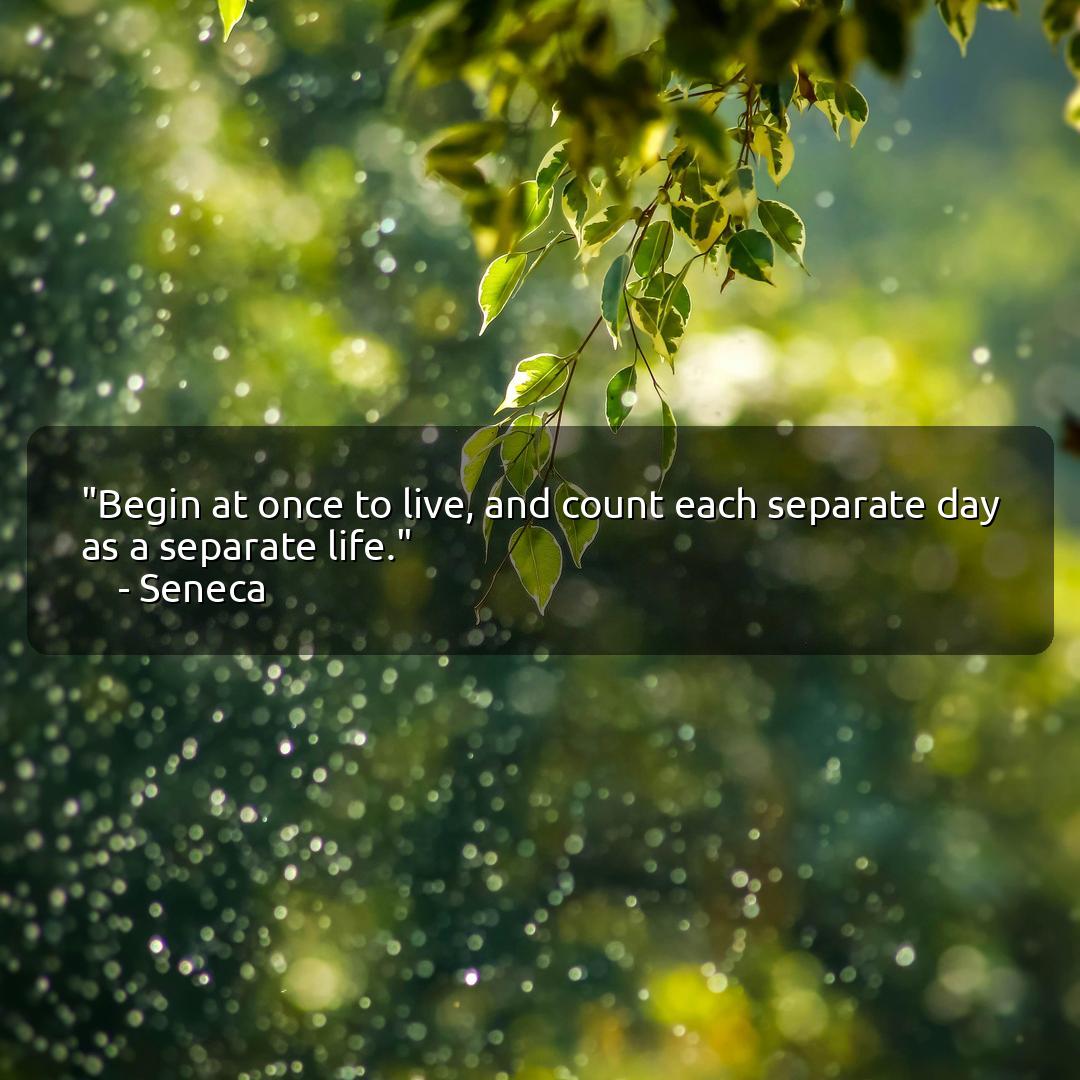 "Begin at once to live, and count each separate day
as a separate life."
- Seneca